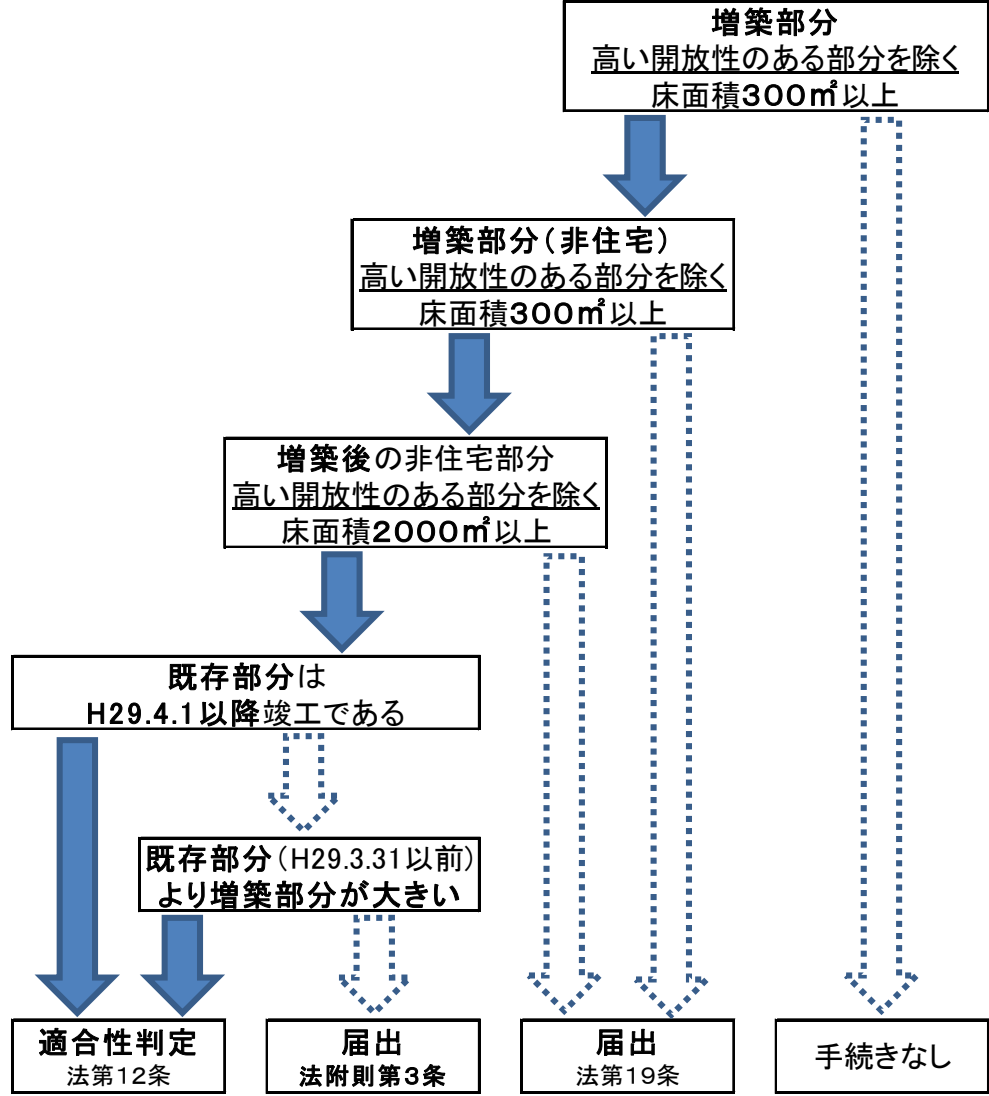 増築部分
高い開放性のある部分を除く
床面積300㎡以上
増築部分(非住宅)
高い開放性のある部分を除く
床面積300㎡以上
増築後の非住宅部分
高い開放性のある部分を除く
床面積2000㎡以上
既存部分は
H29.4.1以降竣工である
既存部分(H29.3.31以前)
より増築部分が大きい
適合性判定
法第12条
届出
法附則第3条
届出
法第19条
手続きなし